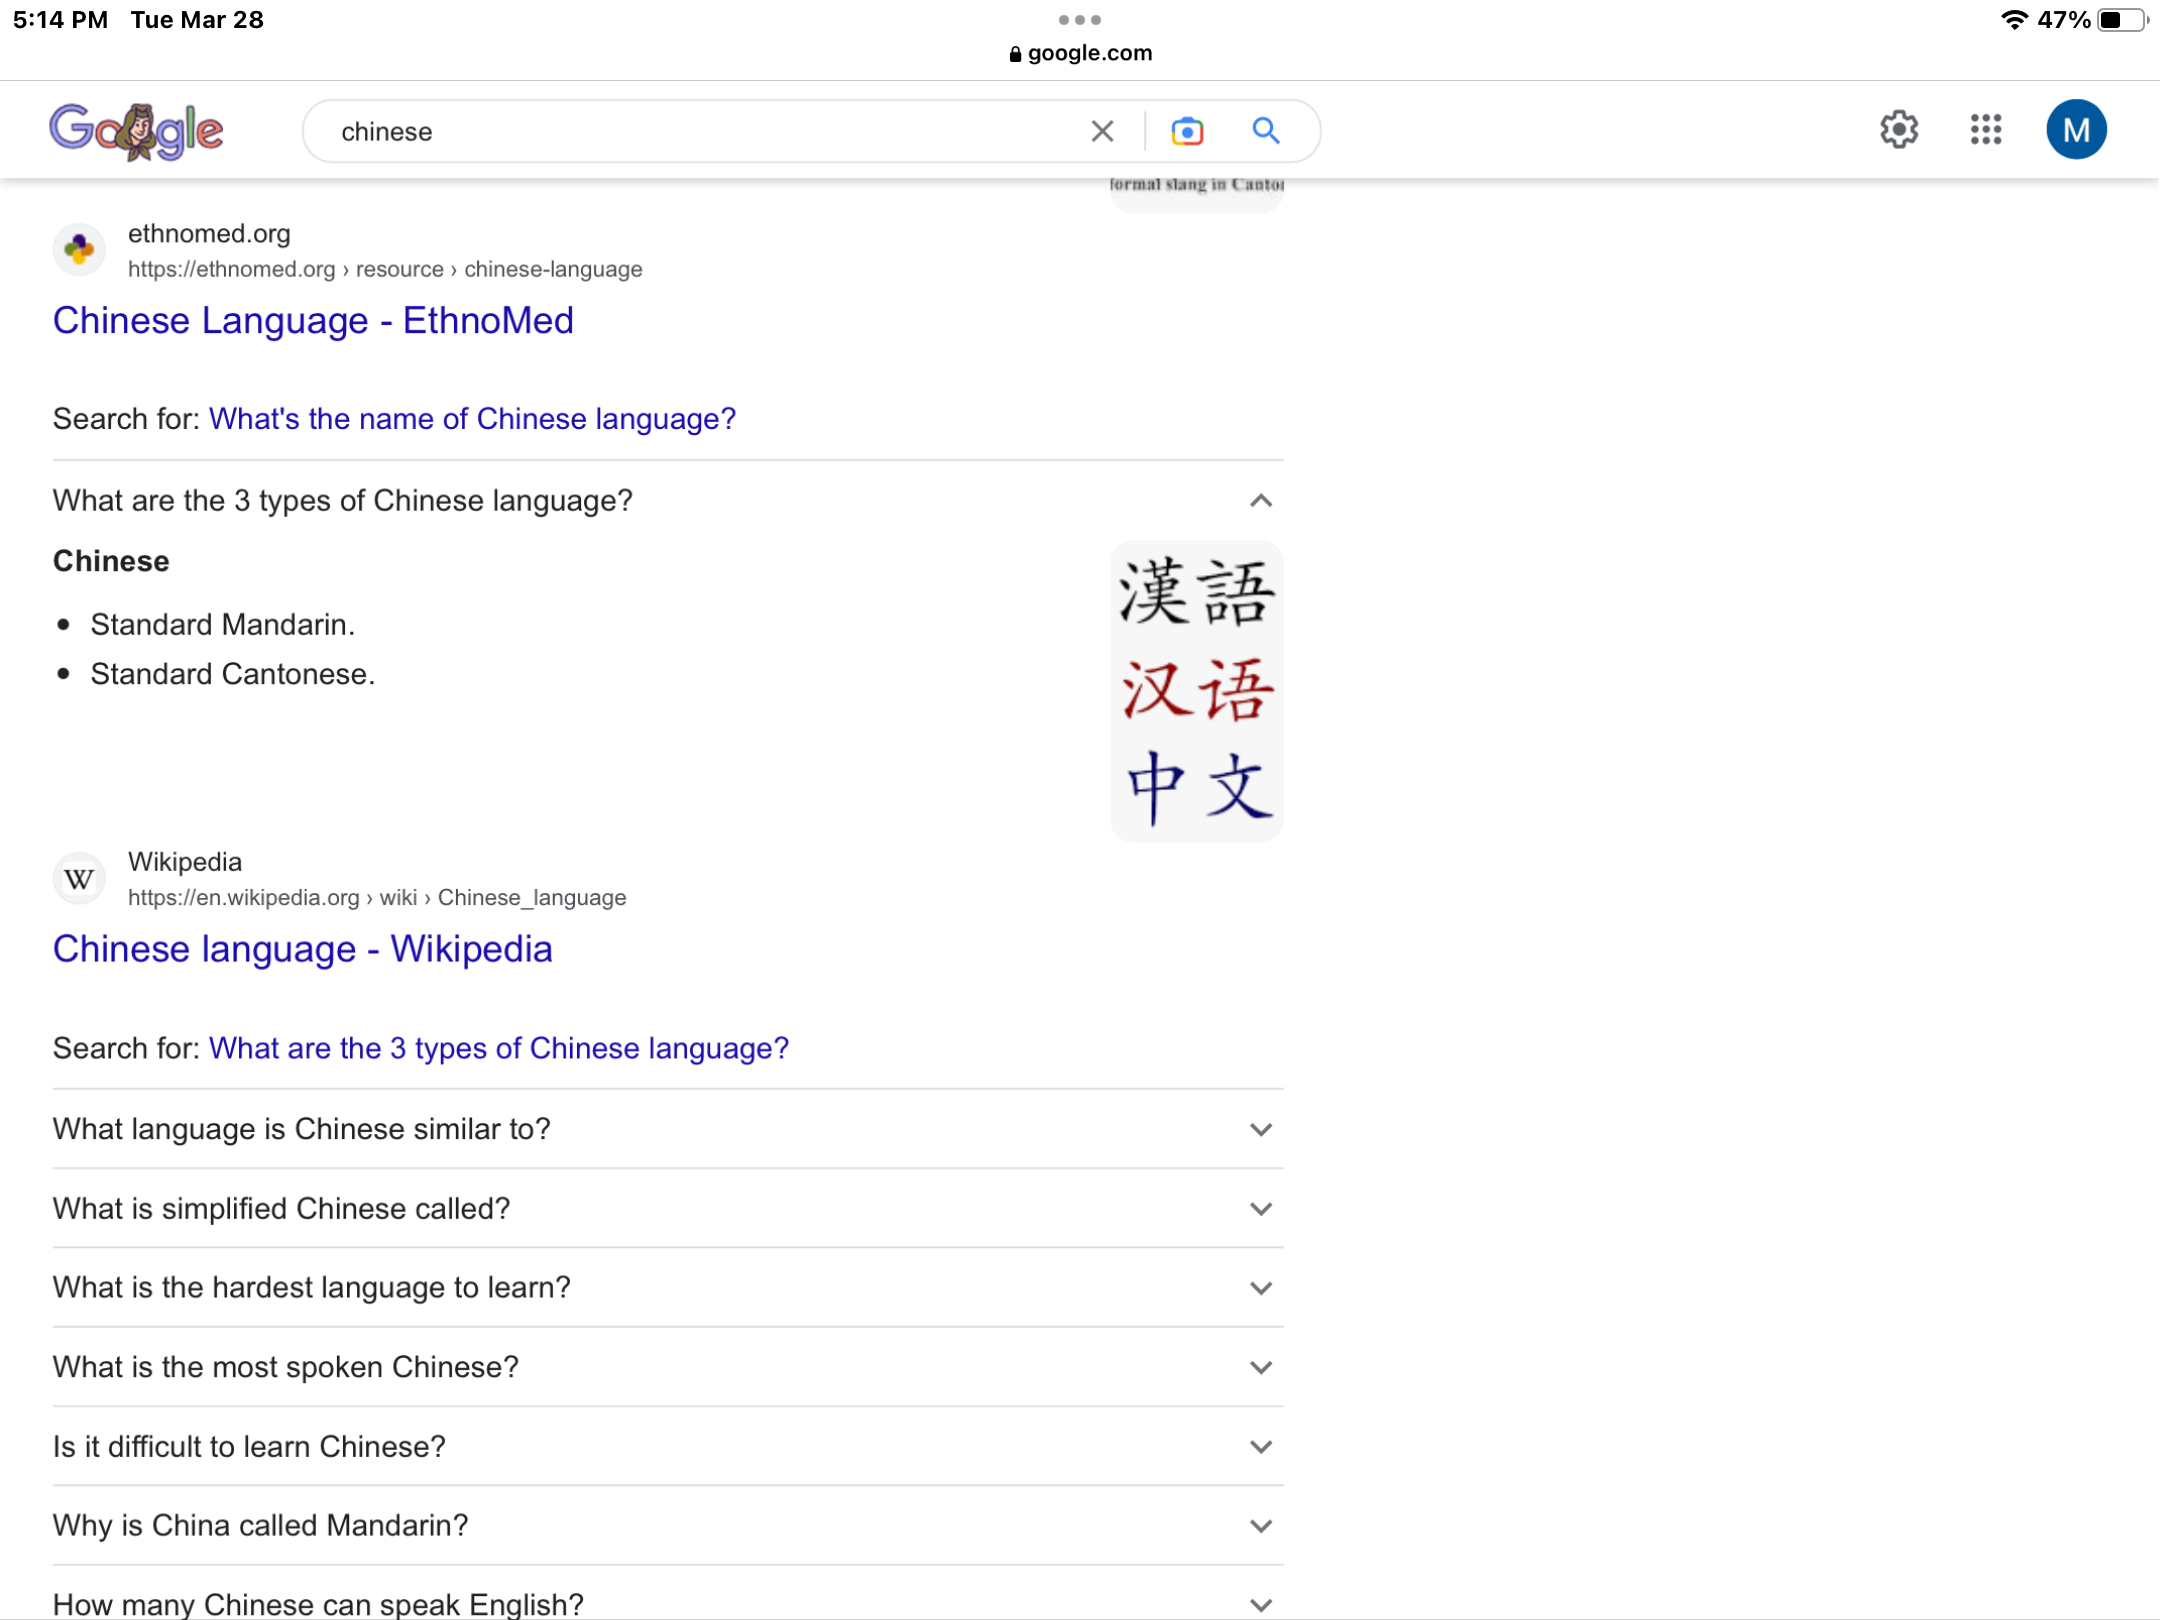 5:14 PM Tue Mar 28
47%
google.com
Google
chinese
M
formal slang in Canto
ethnomed.org
https://ethnomed.org › resource › chinese-language
Chinese Language - EthnoMed
Search for: What's the name of Chinese language?
What are the 3 types of Chinese language?
Chinese
• Standard Mandarin.
• Standard Cantonese.
漢語
汉语
中文
W
Wikipedia
https://en.wikipedia.org › wiki › Chinese_language
Chinese language - Wikipedia
Search for: What are the 3 types of Chinese language?
What language is Chinese similar to?
What is simplified Chinese called?
What is the hardest language to learn?
What is the most spoken Chinese?
Is it difficult to learn Chinese?
Why is China called Mandarin?
How many Chinese can speak English?